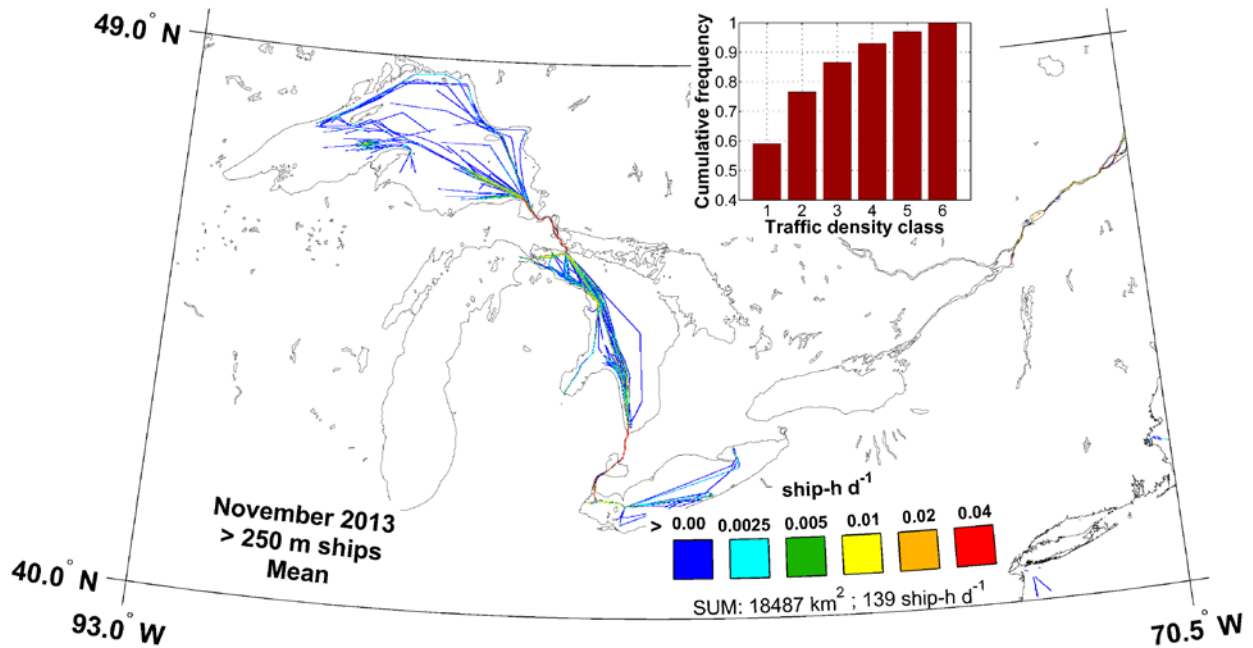 49.0° N
1
0.9
0.8
0.7
0.6
0.5
0.4
Cumulative frequency
1 2 3 4 5 6
Traffic density class
November 2013
> 250 m ships
Mean
ship-h d⁻¹
> 0.00 0.0025 0.005 0.01 0.02 0.04
SUM: 18487 km² ; 139 ship-h d⁻¹
40.0° N
93.0° W
70.5° W